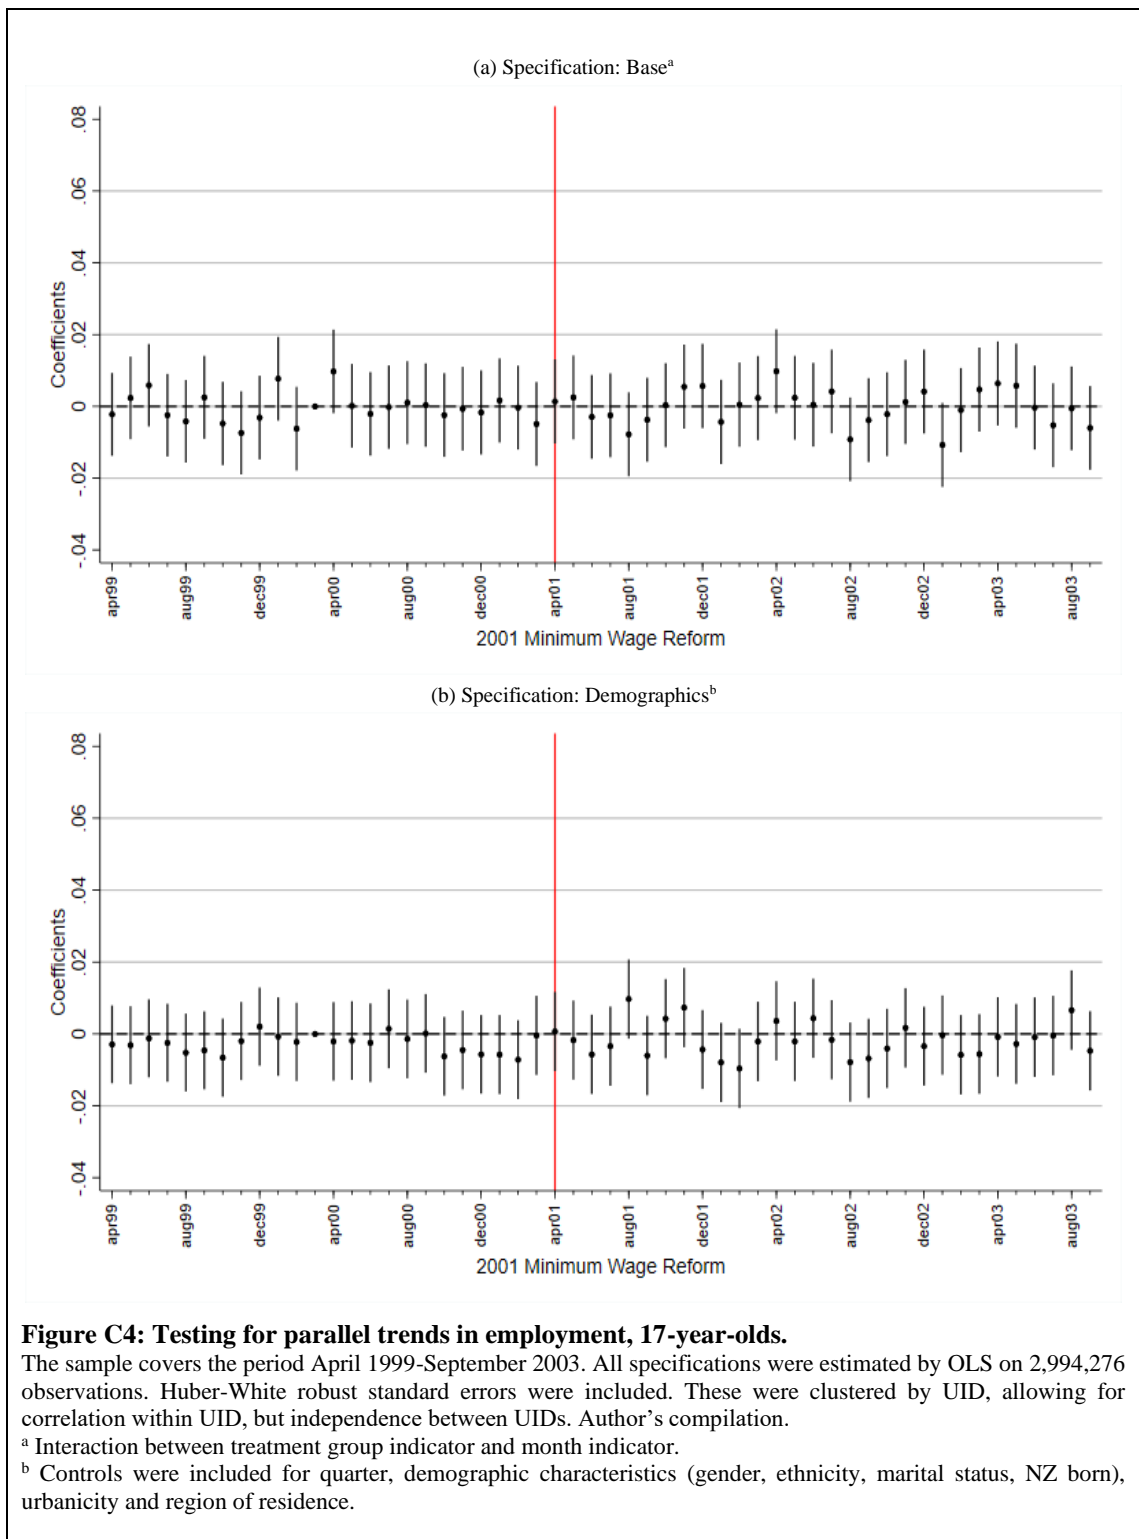 (a) Specification: Baseᵃ
.08
.06
.04
.02
0
-.02
-.04
Coefficients
apr99
aug99
dec99
apr00
aug00
dec00
apr01
aug01
dec01
apr02
aug02
dec02
apr03
aug03
2001 Minimum Wage Reform
(b) Specification: Demographicsᵇ
.08
.06
.04
.02
0
-.02
-.04
Coefficients
apr99
aug99
dec99
apr00
aug00
dec00
apr01
aug01
dec01
apr02
aug02
dec02
apr03
aug03
2001 Minimum Wage Reform
Figure C4: Testing for parallel trends in employment, 17-year-olds.
The sample covers the period April 1999-September 2003. All specifications were estimated by OLS on 2,994,276
observations. Huber-White robust standard errors were included. These were clustered by UID, allowing for
correlation within UID, but independence between UIDs. Author’s compilation.
ᵃ Interaction between treatment group indicator and month indicator.
ᵇ Controls were included for quarter, demographic characteristics (gender, ethnicity, marital status, NZ born),
urbanicity and region of residence.